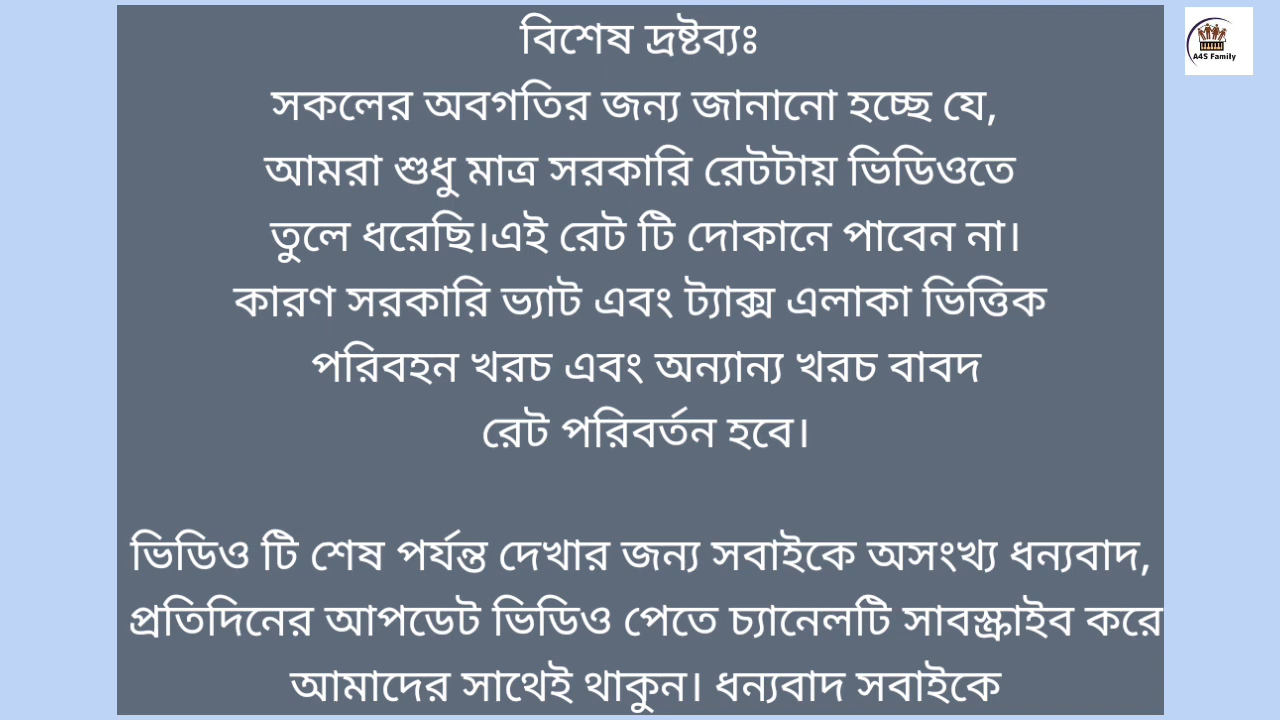 বিশেষ দ্রষ্টব্যঃ
সকলের অবগতির জন্য জানানো হচ্ছে যে,
আমরা শুধু মাত্র সরকারি রেটটায় ভিডিওতে
তুলে ধরেছি।এই রেট টি দোকানে পাবেন না।
কারণ সরকারি ভ্যাট এবং ট্যাক্স এলাকা ভিত্তিক
পরিবহন খরচ এবং অন্যান্য খরচ বাবদ
রেট পরিবর্তন হবে।
ভিডিও টি শেষ পর্যন্ত দেখার জন্য সবাইকে অসংখ্য ধন্যবাদ,
প্রতিদিনের আপডেট ভিডিও পেতে চ্যানেলটি সাবস্ক্রাইব করে
আমাদের সাথেই থাকুন। ধন্যবাদ সবাইকে
A4S Family